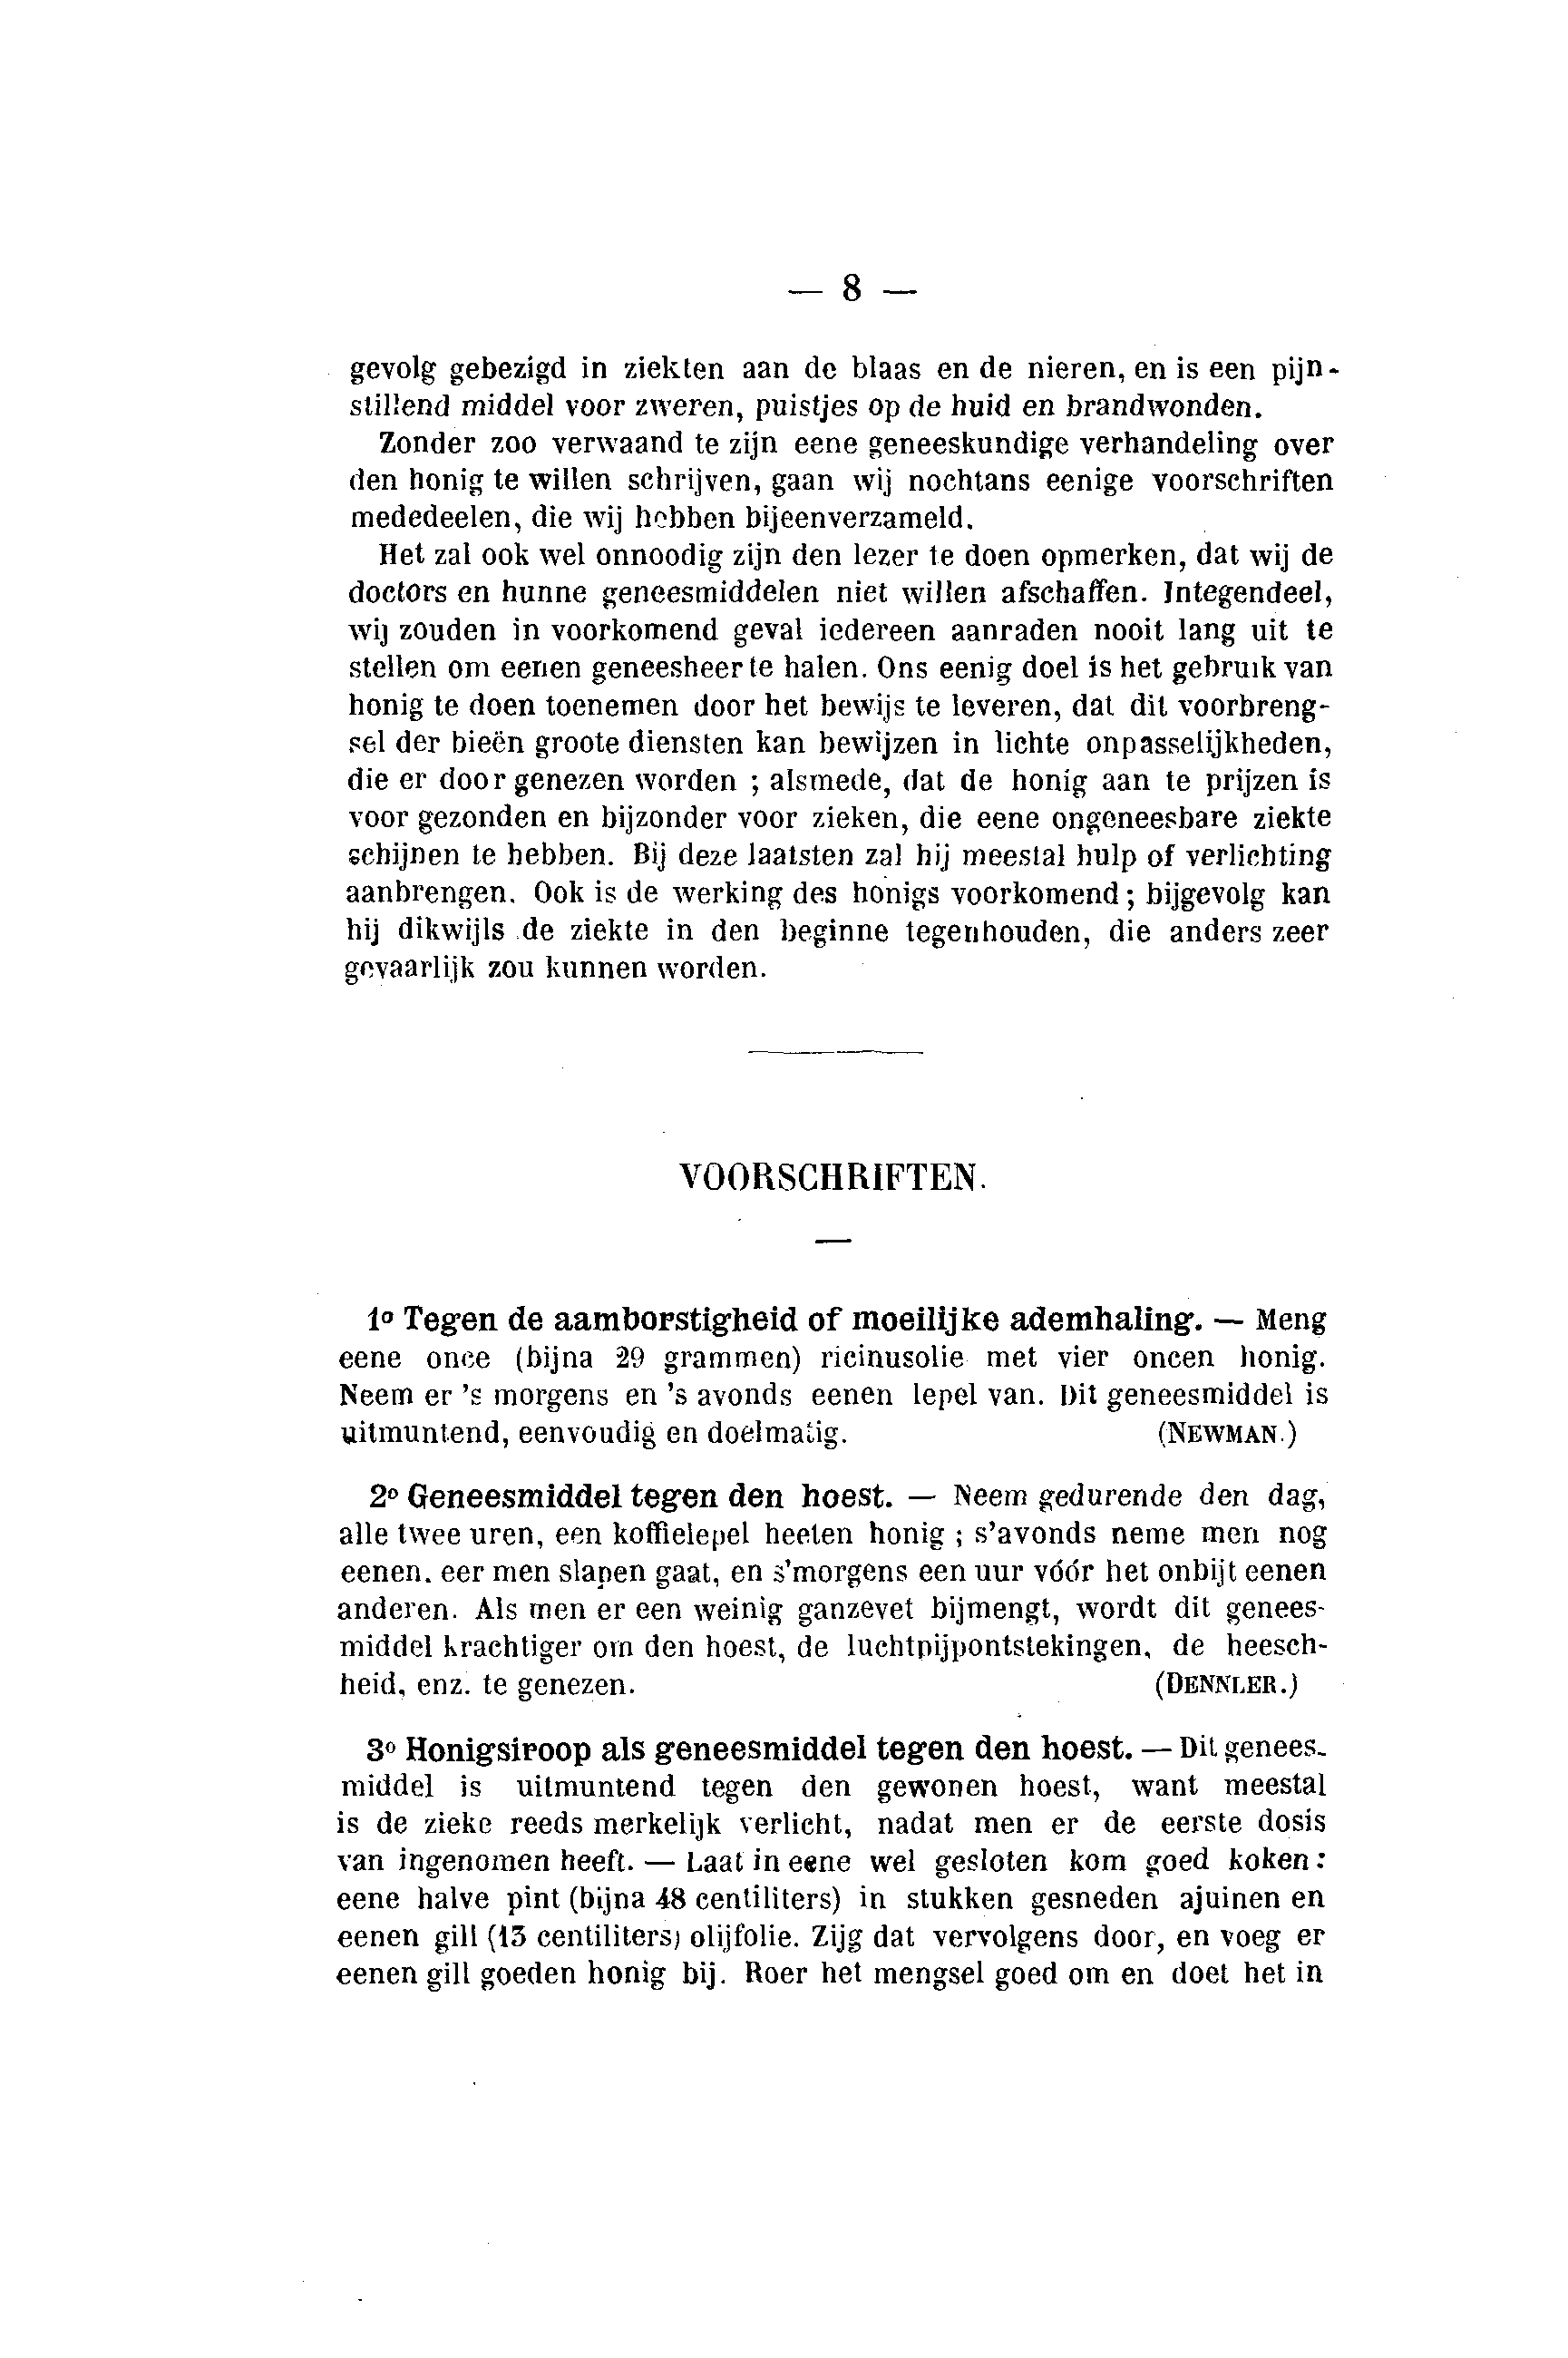 — 8 —
gevolg gebezigd in ziekten aan de blaas en de nieren, en is een pijn-
stillend middel voor zweren, puistjes op de huid en brandwonden.
Zonder zoo verwaand te zijn eene geneeskundige verhandeling over
den honig te willen schrijven, gaan wij nochtans eenige voorschriften
mededeelen, die wij hebben bijeenverzameld.
Het zal ook wel onnoodig zijn den lezer te doen opmerken, dat wij de
doctors en hunne geneesmiddelen niet willen afschaffen. Integendeel,
wij zouden in voorkomend geval iedereen aanraden nooit lang uit te
stellen om eenen geneesheer te halen. Ons eenig doel is het gebruik van
honig te doen toenemen door het bewijs te leveren, dat dit voorbreng-
sel der bieën groote diensten kan bewijzen in lichte onpasselijkheden,
die er door genezen worden ; alsmede, dat de honig aan te prijzen is
voor gezonden en bijzonder voor zieken, die eene ongeneesbare ziekte
schijnen te hebben. Bij deze laatsten zal hij meestal hulp of verlichting
aanbrengen. Ook is de werking des honigs voorkomend ; bijgevolg kan
hij dikwijls de ziekte in den beginne tegenhouden, die anders zeer
gevaarlijk zou kunnen worden.
VOORSCHRIFTEN.
1º Tegen de aamborstigheid of moeilijke ademhaling. — Meng
eene once (bijna 29 grammen) ricinusolie met vier oncen honig.
Neem er 's morgens en 's avonds eenen lepel van. Dit geneesmiddel is
uitmuntend, eenvoudig en doelmatig. (NEWMAN.)
2º Geneesmiddel tegen den hoest. — Neem gedurende den dag,
alle twee uren, een koffielepel heeten honig ; s'avonds neme men nog
eenen. eer men slapen gaat, en s'morgens een uur vóór het onbijt eenen
anderen. Als men er een weinig ganzevet bijmengt, wordt dit genees-
middel krachtiger om den hoest, de luchtpijpontstekingen, de heesch-
heid, enz. te genezen. (DENNLER.)
3º Honigsiroop als geneesmiddel tegen den hoest. — Dit genees-
middel is uitmuntend tegen den gewonen hoest, want meestal
is de zieke reeds merkelijk verlicht, nadat men er de eerste dosis
van ingenomen heeft. — Laat in eene wel gesloten kom goed koken :
eene halve pint (bijna 48 centiliters) in stukken gesneden ajuinen en
eenen gill (13 centiliters) olijfolie. Zijg dat vervolgens door, en voeg er
eenen gill goeden honig bij. Roer het mengsel goed om en doet het in